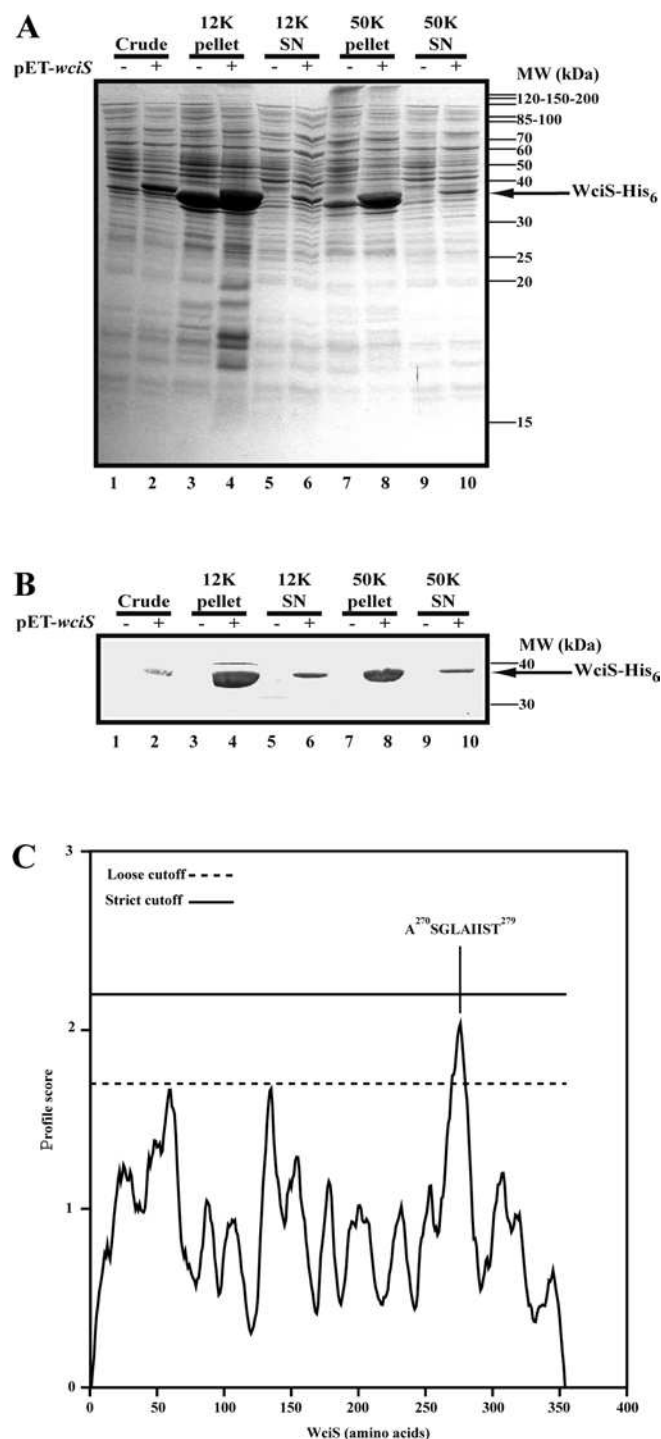 A
12K 12K 50K 50K
Crude pellet SN pellet SN
pET-wciS - + - + - + - + - + MW (kDa)
120-150-200
85-100
70
60
50
40
WciS-His6
30
25
20
15
1 2 3 4 5 6 7 8 9 10
B
12K 12K 50K 50K
Crude pellet SN pellet SN
pET-wciS - + - + - + - + - + MW (kDa)
40
WciS-His6
30
1 2 3 4 5 6 7 8 9 10
C
3
Loose cutoff
Strict cutoff
A270SGLAIIST279
2
Profile score
1
0
0 50 100 150 200 250 300 350 400
WciS (amino acids)